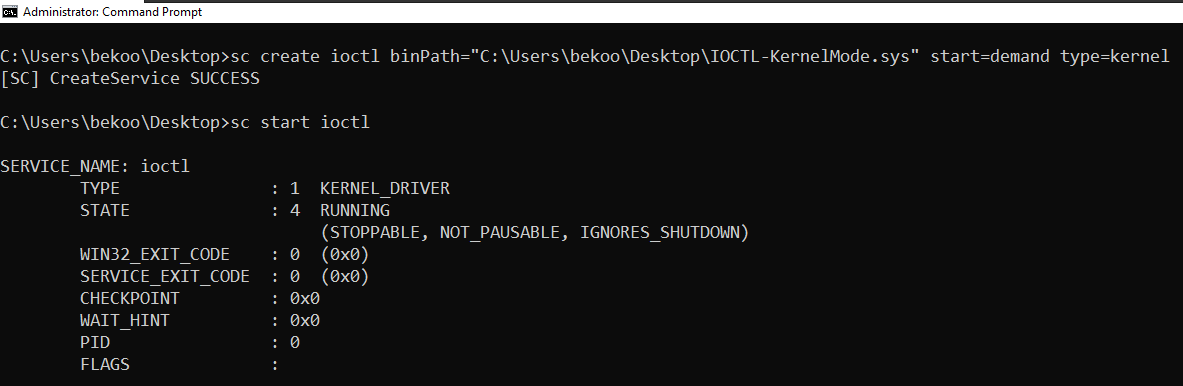 Administrator: Command Prompt
C:\Users\bekoo\Desktop>sc create ioctl binPath="C:\Users\bekoo\Desktop\IOCTL-KernelMode.sys" start=demand type=kernel
[SC] CreateService SUCCESS
C:\Users\bekoo\Desktop>sc start ioctl
SERVICE_NAME: ioctl
        TYPE               : 1  KERNEL_DRIVER
        STATE              : 4  RUNNING
                                (STOPPABLE, NOT_PAUSABLE, IGNORES_SHUTDOWN)
        WIN32_EXIT_CODE    : 0  (0x0)
        SERVICE_EXIT_CODE  : 0  (0x0)
        CHECKPOINT         : 0x0
        WAIT_HINT          : 0x0
        PID                : 0
        FLAGS              :